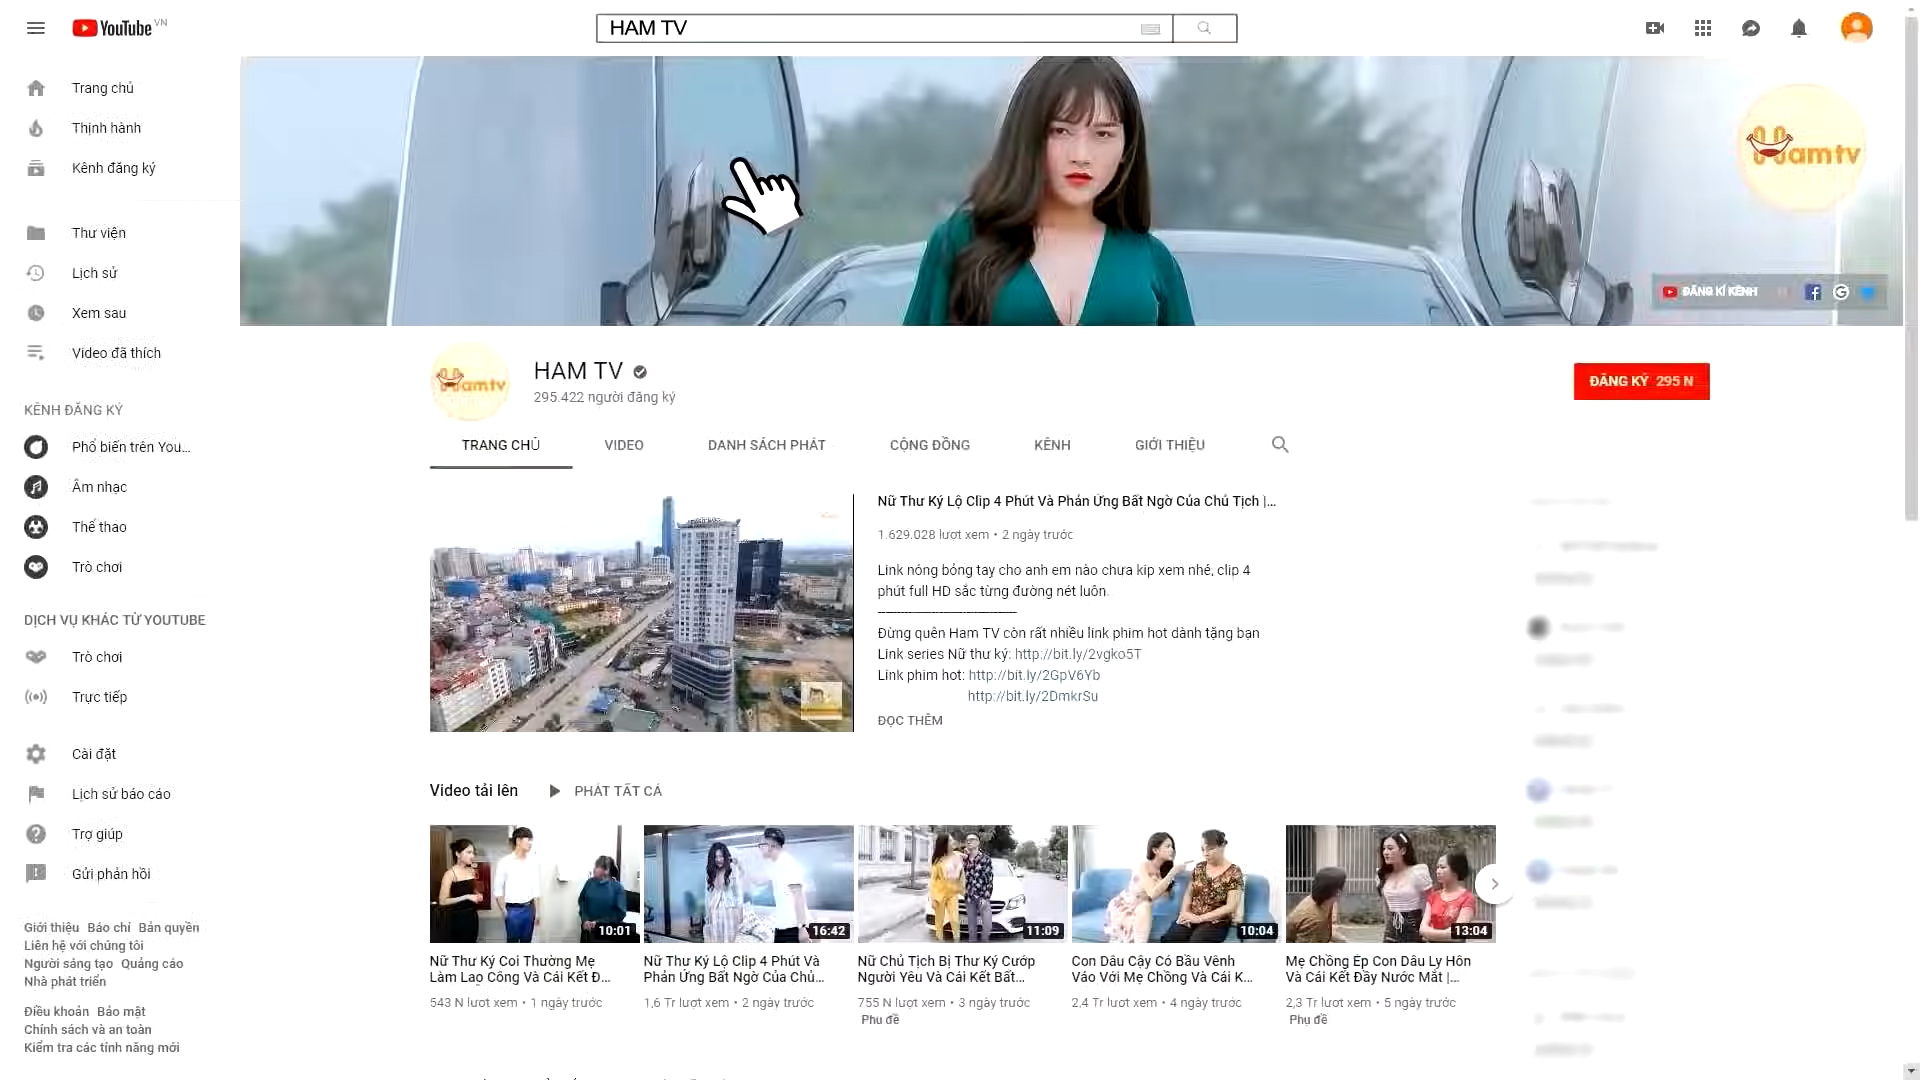 YouTube VN
HAM TV
Trang chủ
Thịnh hành
Kênh đăng ký
Thư viện
Lịch sử
Xem sau
Video đã thích
KÊNH ĐĂNG KÝ
Phổ biến trên You...
Âm nhạc
Thể thao
Trò chơi
DỊCH VỤ KHÁC TỪ YOUTUBE
Trò chơi
Trực tiếp
Cài đặt
Lịch sử báo cáo
Trợ giúp
Gửi phản hồi
Giới thiệu Báo chí Bản quyền
Liên hệ với chúng tôi
Người sáng tạo Quảng cáo
Nhà phát triển
Điều khoản Bảo mật
Chính sách và an toàn
Kiểm tra các tính năng mới
Hamtv
ĐĂNG KÍ KÊNH
Hamtv
HAM TV
295.422 người đăng ký
ĐĂNG KÝ 295 N
TRANG CHỦ VIDEO DANH SÁCH PHÁT CỘNG ĐỒNG KÊNH GIỚI THIỆU
Nữ Thư Ký Lộ Clip 4 Phút Và Phản Ứng Bất Ngờ Của Chủ Tịch |...
1.629.028 lượt xem • 2 ngày trước
Link nóng bỏng tay cho anh em nào chưa kịp xem nhé, clip 4
phút full HD sắc từng đường nét luôn.
----------------------------------------
Đừng quên Ham TV còn rất nhiều link phim hot dành tặng bạn
Link series Nữ thư ký: http://bit.ly/2vgko5T
Link phim hot: http://bit.ly/2GpV6Yb
http://bit.ly/2DmkrSu
ĐỌC THÊM
Video tải lên PHÁT TẤT CẢ
10:01
16:42
11:09
10:04
13:04
Nữ Thư Ký Coi Thường Mẹ
Làm Lao Công Và Cái Kết Đ...
543 N lượt xem • 1 ngày trước
Nữ Thư Ký Lộ Clip 4 Phút Và
Phản Ứng Bất Ngờ Của Chủ...
1,6 Tr lượt xem • 2 ngày trước
Nữ Chủ Tịch Bị Thư Ký Cướp
Người Yêu Và Cái Kết Bất...
755 N lượt xem • 3 ngày trước
Phụ đề
Con Dâu Cậy Có Bầu Vênh
Váo Với Mẹ Chồng Và Cái K...
2,4 Tr lượt xem • 4 ngày trước
Mẹ Chồng Ép Con Dâu Ly Hôn
Và Cái Kết Đầy Nước Mắt |...
2,3 Tr lượt xem • 5 ngày trước
Phụ đề